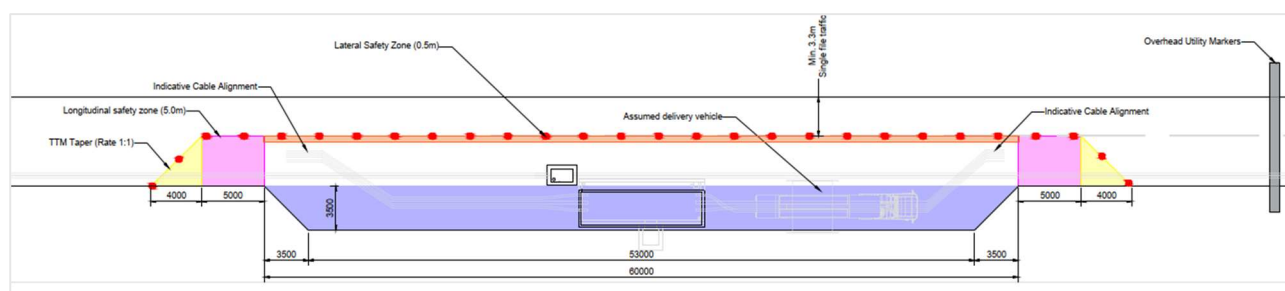 Lateral Safety Zone (0.5m)
Min. 3.3m
Single file traffic
Overhead Utility Markers
Indicative Cable Alignment
Longitudinal safety zone (5.0m)
Assumed delivery vehicle
Indicative Cable Alignment
TTM Taper (Rate 1:1)
4000
5000
3500
5000
4000
3500
53000
3500
60000